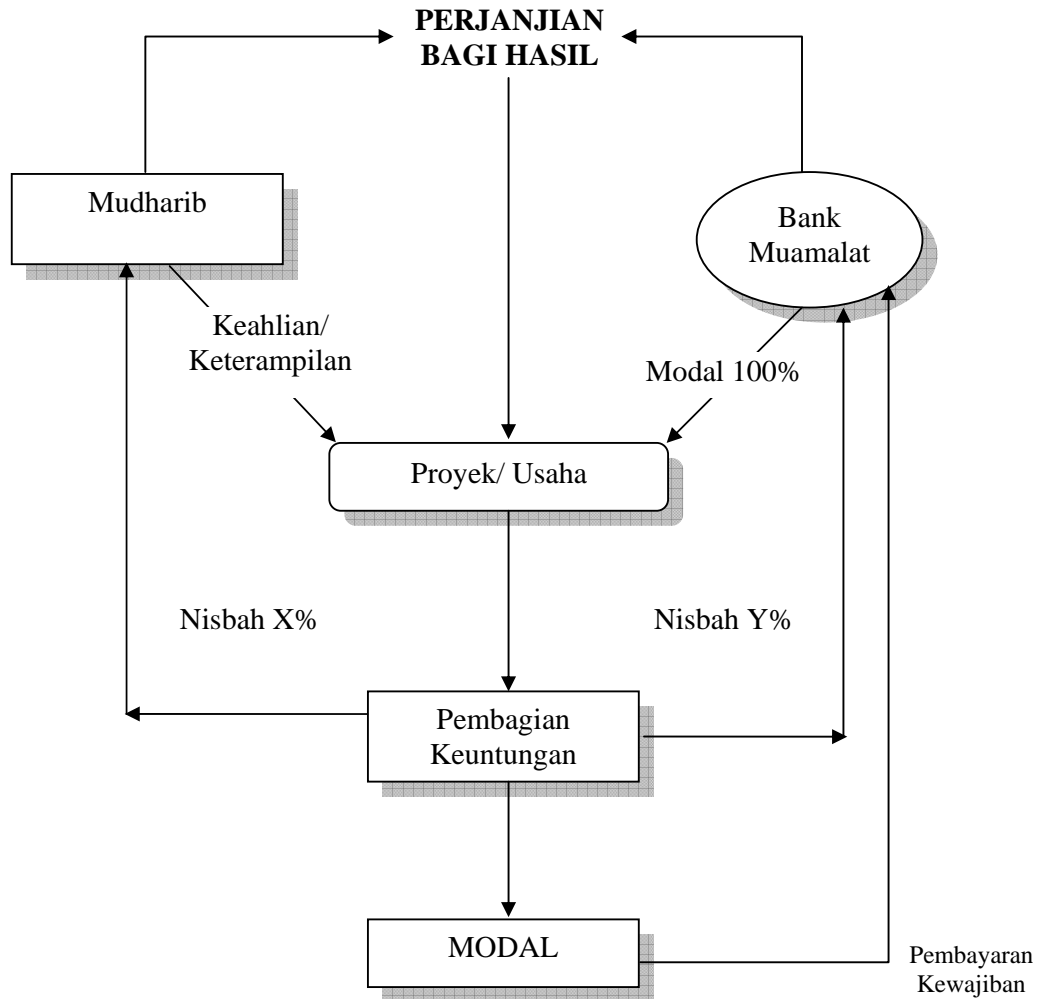 PERJANJIAN
BAGI HASIL
Mudharib
Bank
Muamalat
Keahlian/
Keterampilan
Modal 100%
Proyek/ Usaha
Nisbah X%
Nisbah Y%
Pembagian
Keuntungan
MODAL
Pembayaran
Kewajiban